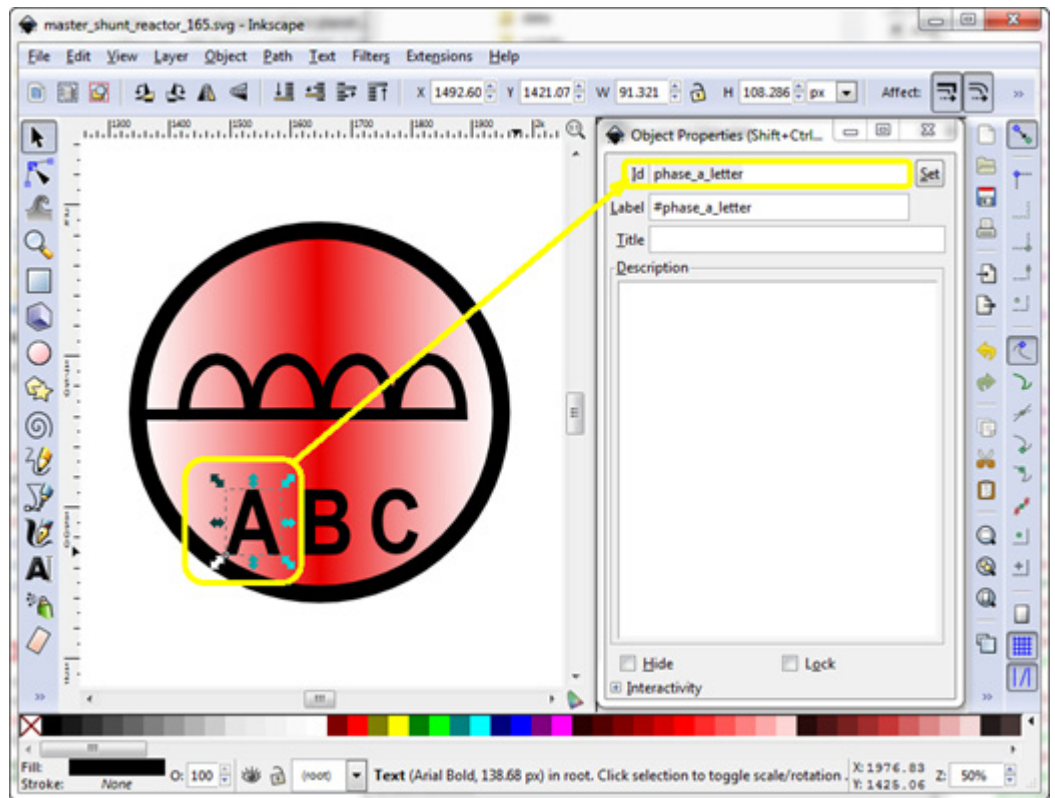 master_shunt_reactor_165.svg - Inkscape
File Edit View Layer Object Path Text Filters Extensions Help
X 1492.60 Y 1421.07 W 91.321 H 108.286 px Affect:
Object Properties (Shift+Ctrl...
Id phase_a_letter Set
Label #phase_a_letter
Title
Description
A B C
Hide Lock
Interactivity
Fill:
Stroke: None
O: 100 (root) Text (Arial Bold, 138.68 px) in root. Click selection to toggle scale/rotation .
X:1976.83
Y: 1425.06
Z: 50%